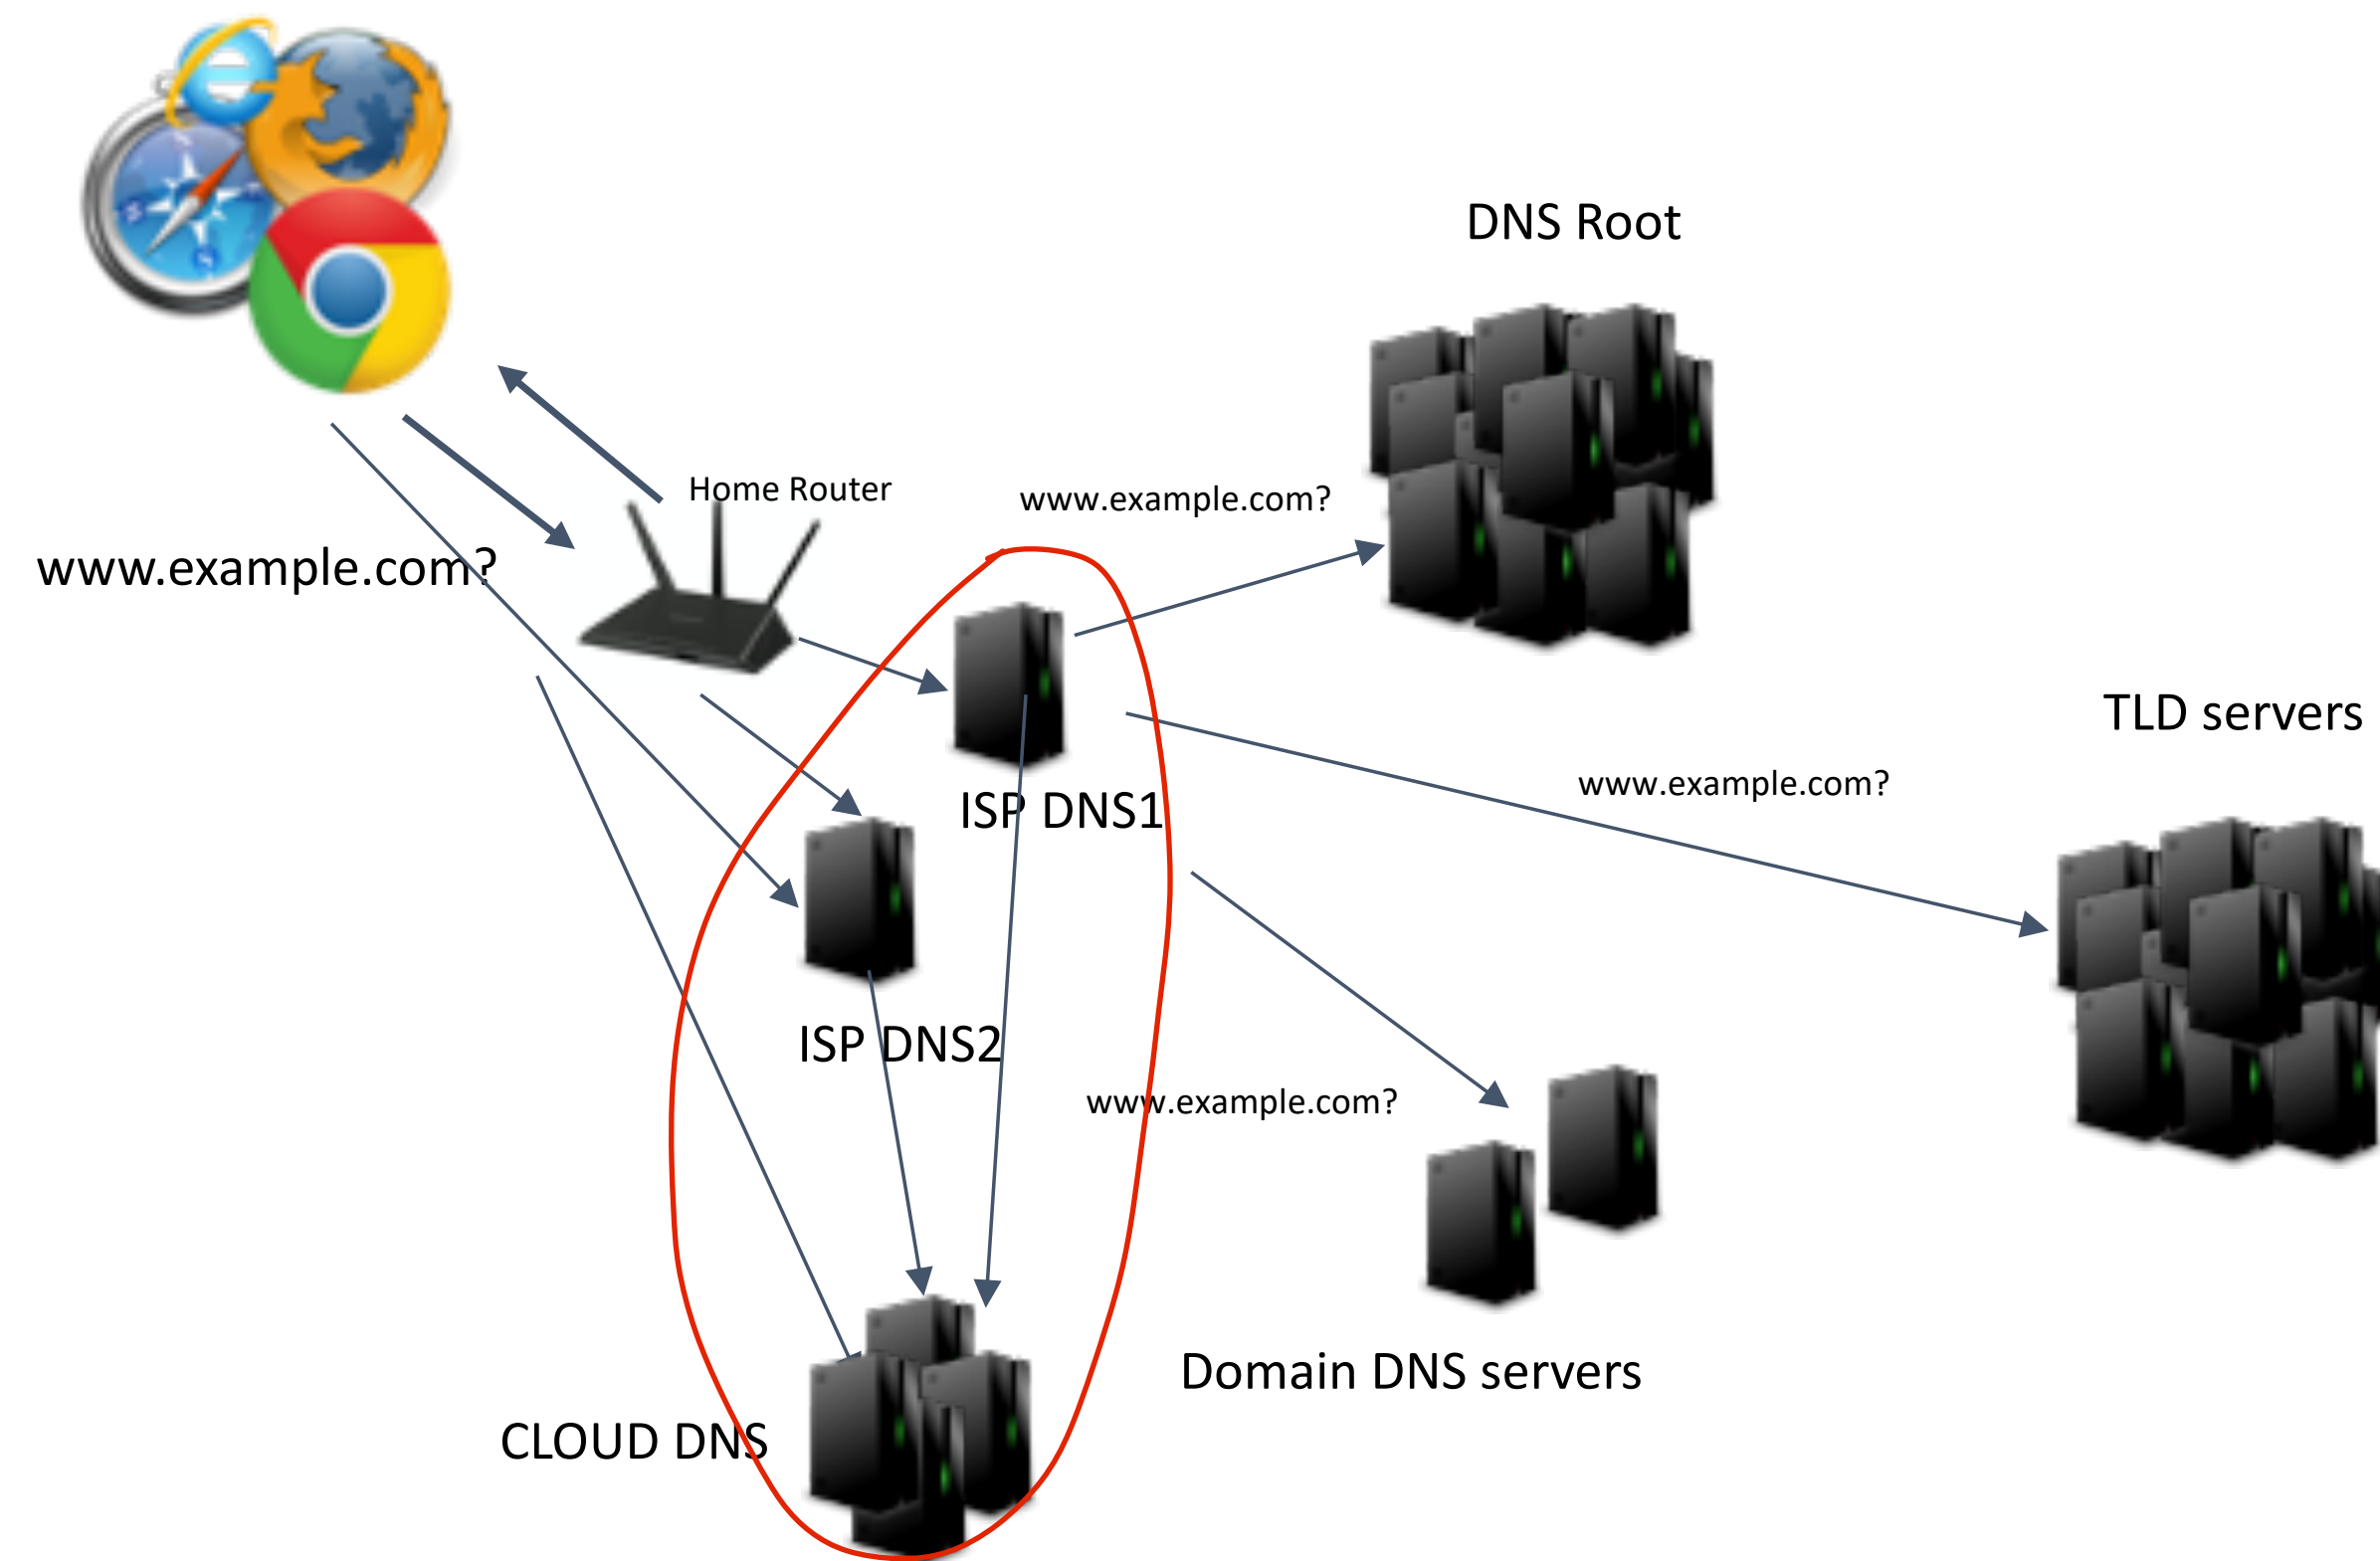 DNS Root
Home Router
www.example.com?
www.example.com?
TLD servers
www.example.com?
ISP DNS1
ISP DNS2
www.example.com?
Domain DNS servers
CLOUD DNS